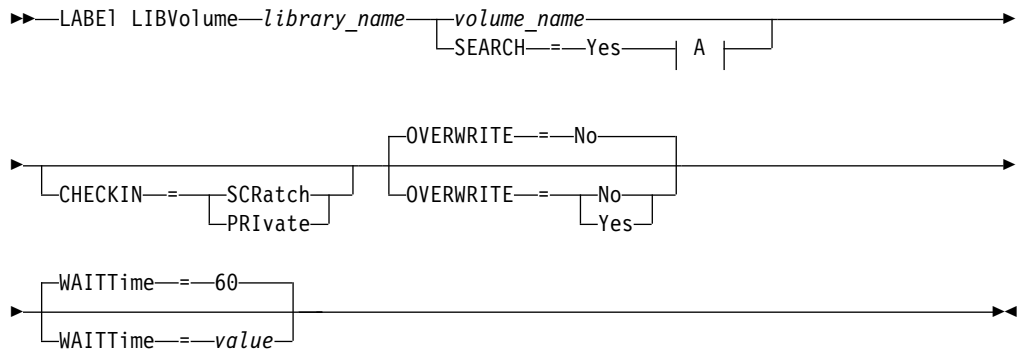 LABEl LIBVolume library_name volume_name
SEARCH = Yes A
OVERWRITE = No
CHECKIN = SCRatch OVERWRITE = No
PRIvate Yes
WAITTime = 60
WAITTime = value